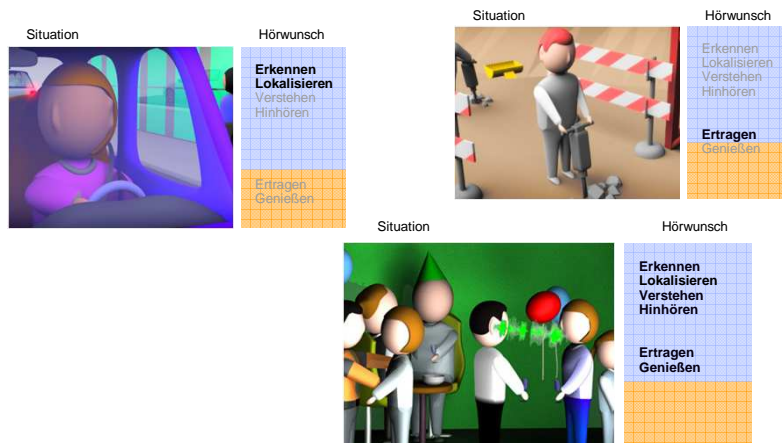 Situation
Hörwunsch
Erkennen
Lokalisieren
Verstehen
Hinhören
Ertragen
Genießen
Situation
Hörwunsch
Erkennen
Lokalisieren
Verstehen
Hinhören
Ertragen
Genießen
Situation
Hörwunsch
Erkennen
Lokalisieren
Verstehen
Hinhören
Ertragen
Genießen